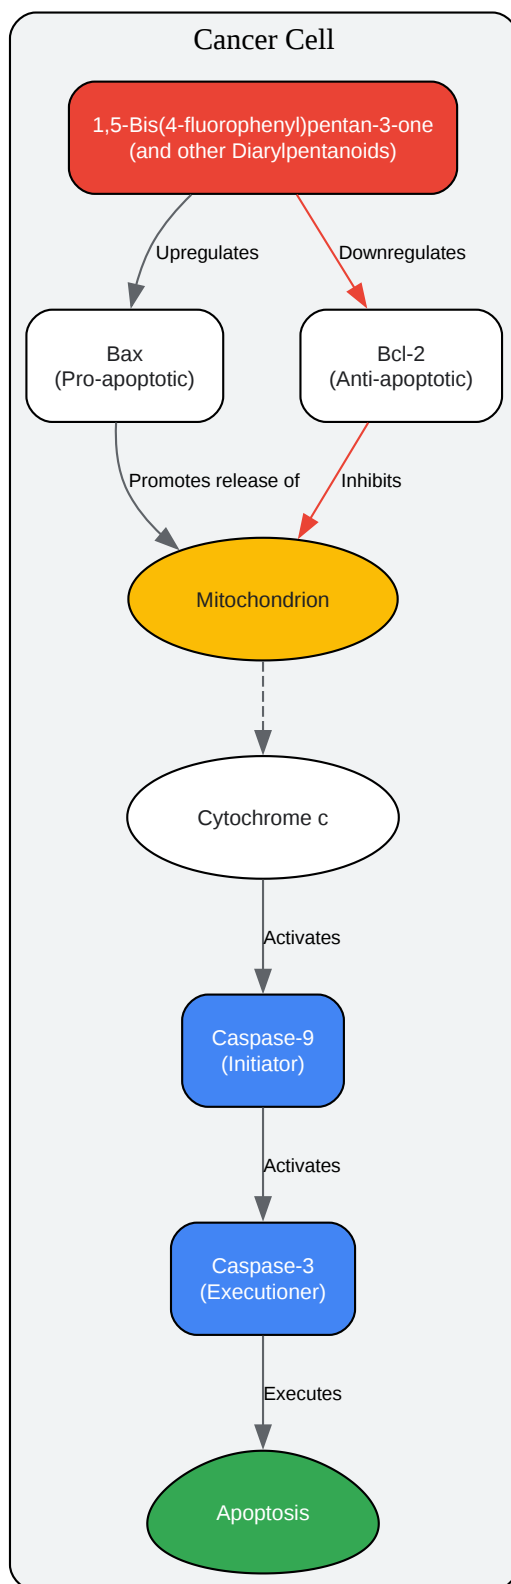 Cancer Cell
1,5-Bis(4-fluorophenyl)pentan-3-one
(and other Diarylpentanoids)
Upregulates
Downregulates
Bax
(Pro-apoptotic)
Bcl-2
(Anti-apoptotic)
Promotes release of
Inhibits
Mitochondrion
Cytochrome c
Activates
Caspase-9
(Initiator)
Activates
Caspase-3
(Executioner)
Executes
Apoptosis